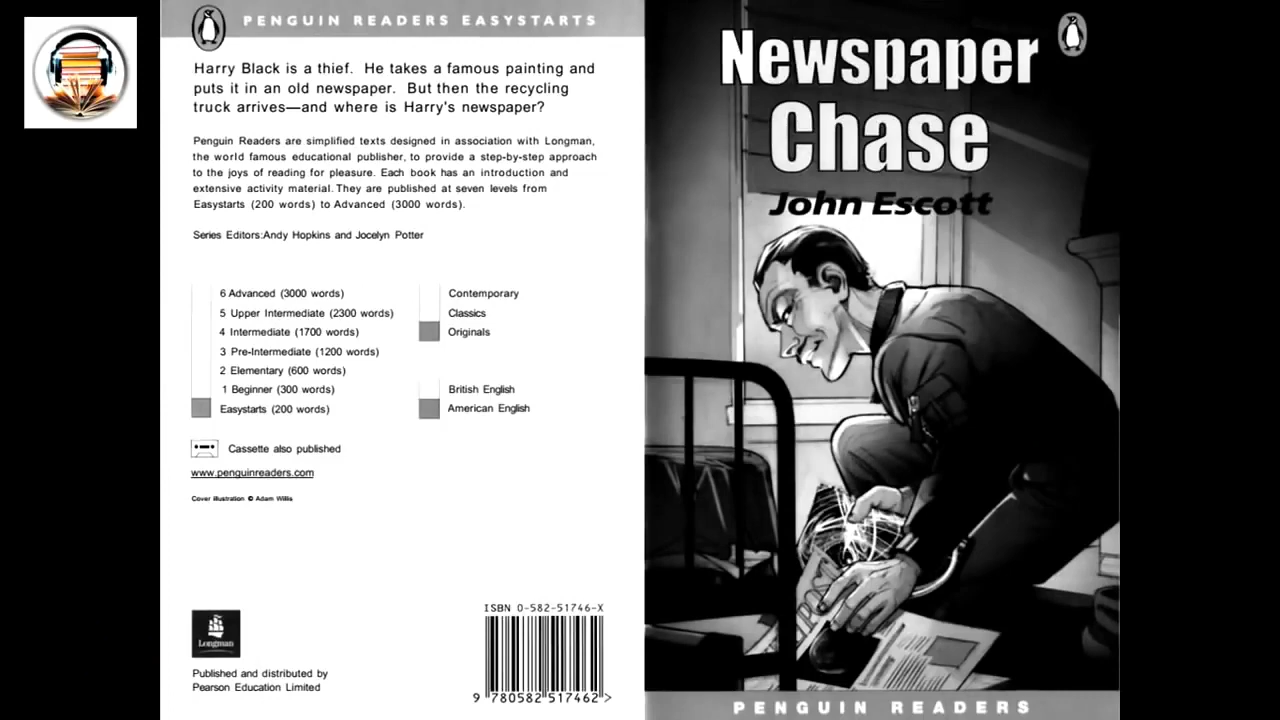 PENGUIN READERS EASYSTARTS
Harry Black is a thief. He takes a famous painting and
puts it in an old newspaper. But then the recycling
truck arrives—and where is Harry's newspaper?
Penguin Readers are simplified texts designed in association with Longman,
the world famous educational publisher, to provide a step-by-step approach
to the joys of reading for pleasure. Each book has an introduction and
extensive activity material. They are published at seven levels from
Easystarts (200 words) to Advanced (3000 words).
Series Editors:Andy Hopkins and Jocelyn Potter
6 Advanced (3000 words)
5 Upper Intermediate (2300 words)
4 Intermediate (1700 words)
3 Pre-Intermediate (1200 words)
2 Elementary (600 words)
1 Beginner (300 words)
Easystarts (200 words)
Contemporary
Classics
Originals
British English
American English
Cassette also published
www.penguinreaders.com
Cover illustration © Adam Willis
Longman
Published and distributed by
Pearson Education Limited
ISBN 0-582-51746-X
9 780582 517462 >
Newspaper
Chase
John Escott
PENGUIN READERS